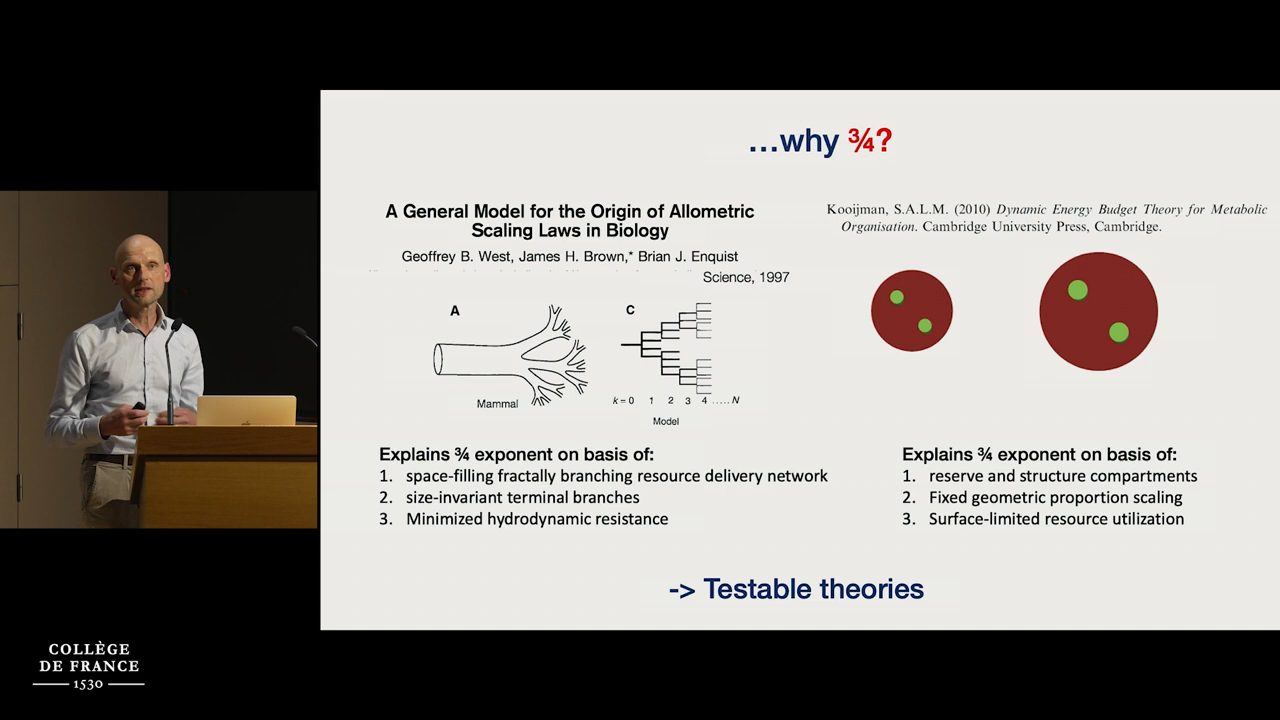 ...why ¾?
A General Model for the Origin of Allometric
Scaling Laws in Biology
Geoffrey B. West, James H. Brown,* Brian J. Enquist
Science, 1997
A
C
Mammal
k = 0 1 2 3 4 ..... N
Model
Explains ¾ exponent on basis of:
1. space-filling fractally branching resource delivery network
2. size-invariant terminal branches
3. Minimized hydrodynamic resistance
Kooijman, S.A.L.M. (2010) Dynamic Energy Budget Theory for Metabolic
Organisation. Cambridge University Press, Cambridge.
Explains ¾ exponent on basis of:
1. reserve and structure compartments
2. Fixed geometric proportion scaling
3. Surface-limited resource utilization
-> Testable theories
COLLÈGE
DE FRANCE
1530